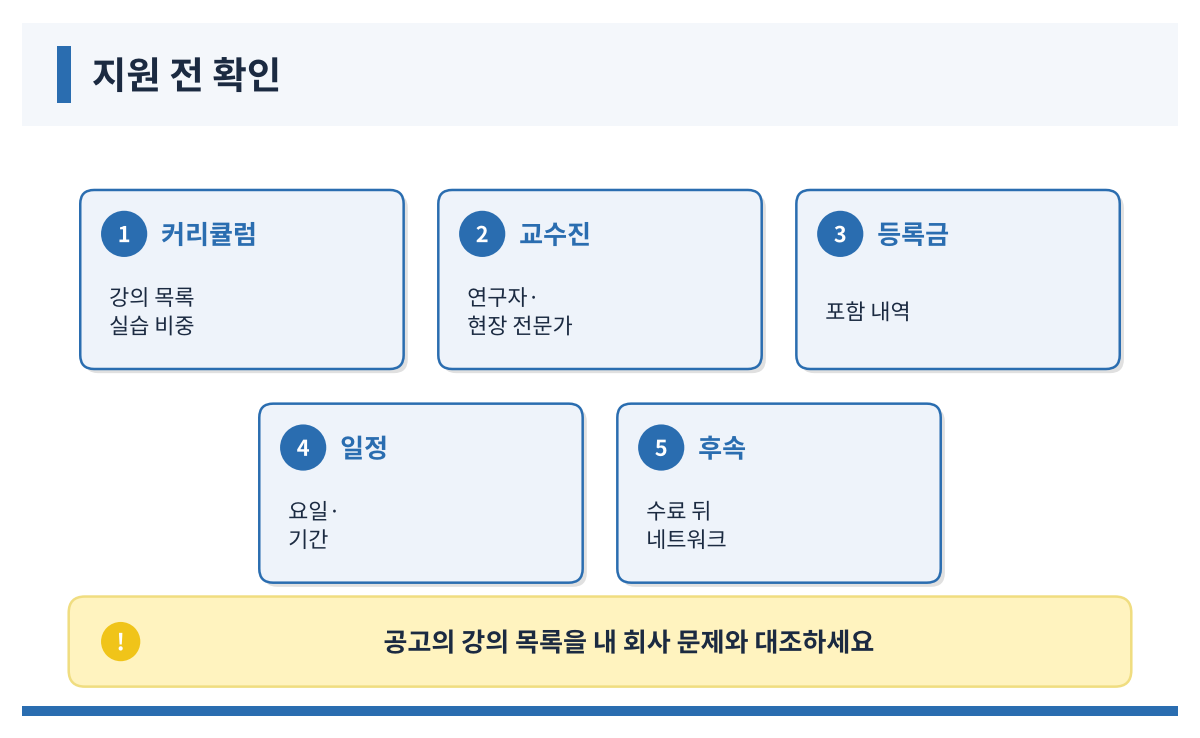 지원 전 확인
1 커리큘럼
강의 목록
실습 비중
2 교수진
연구자·
현장 전문가
3 등록금
포함 내역
4 일정
요일·
기간
5 후속
수료 뒤
네트워크
! 공고의 강의 목록을 내 회사 문제와 대조하세요